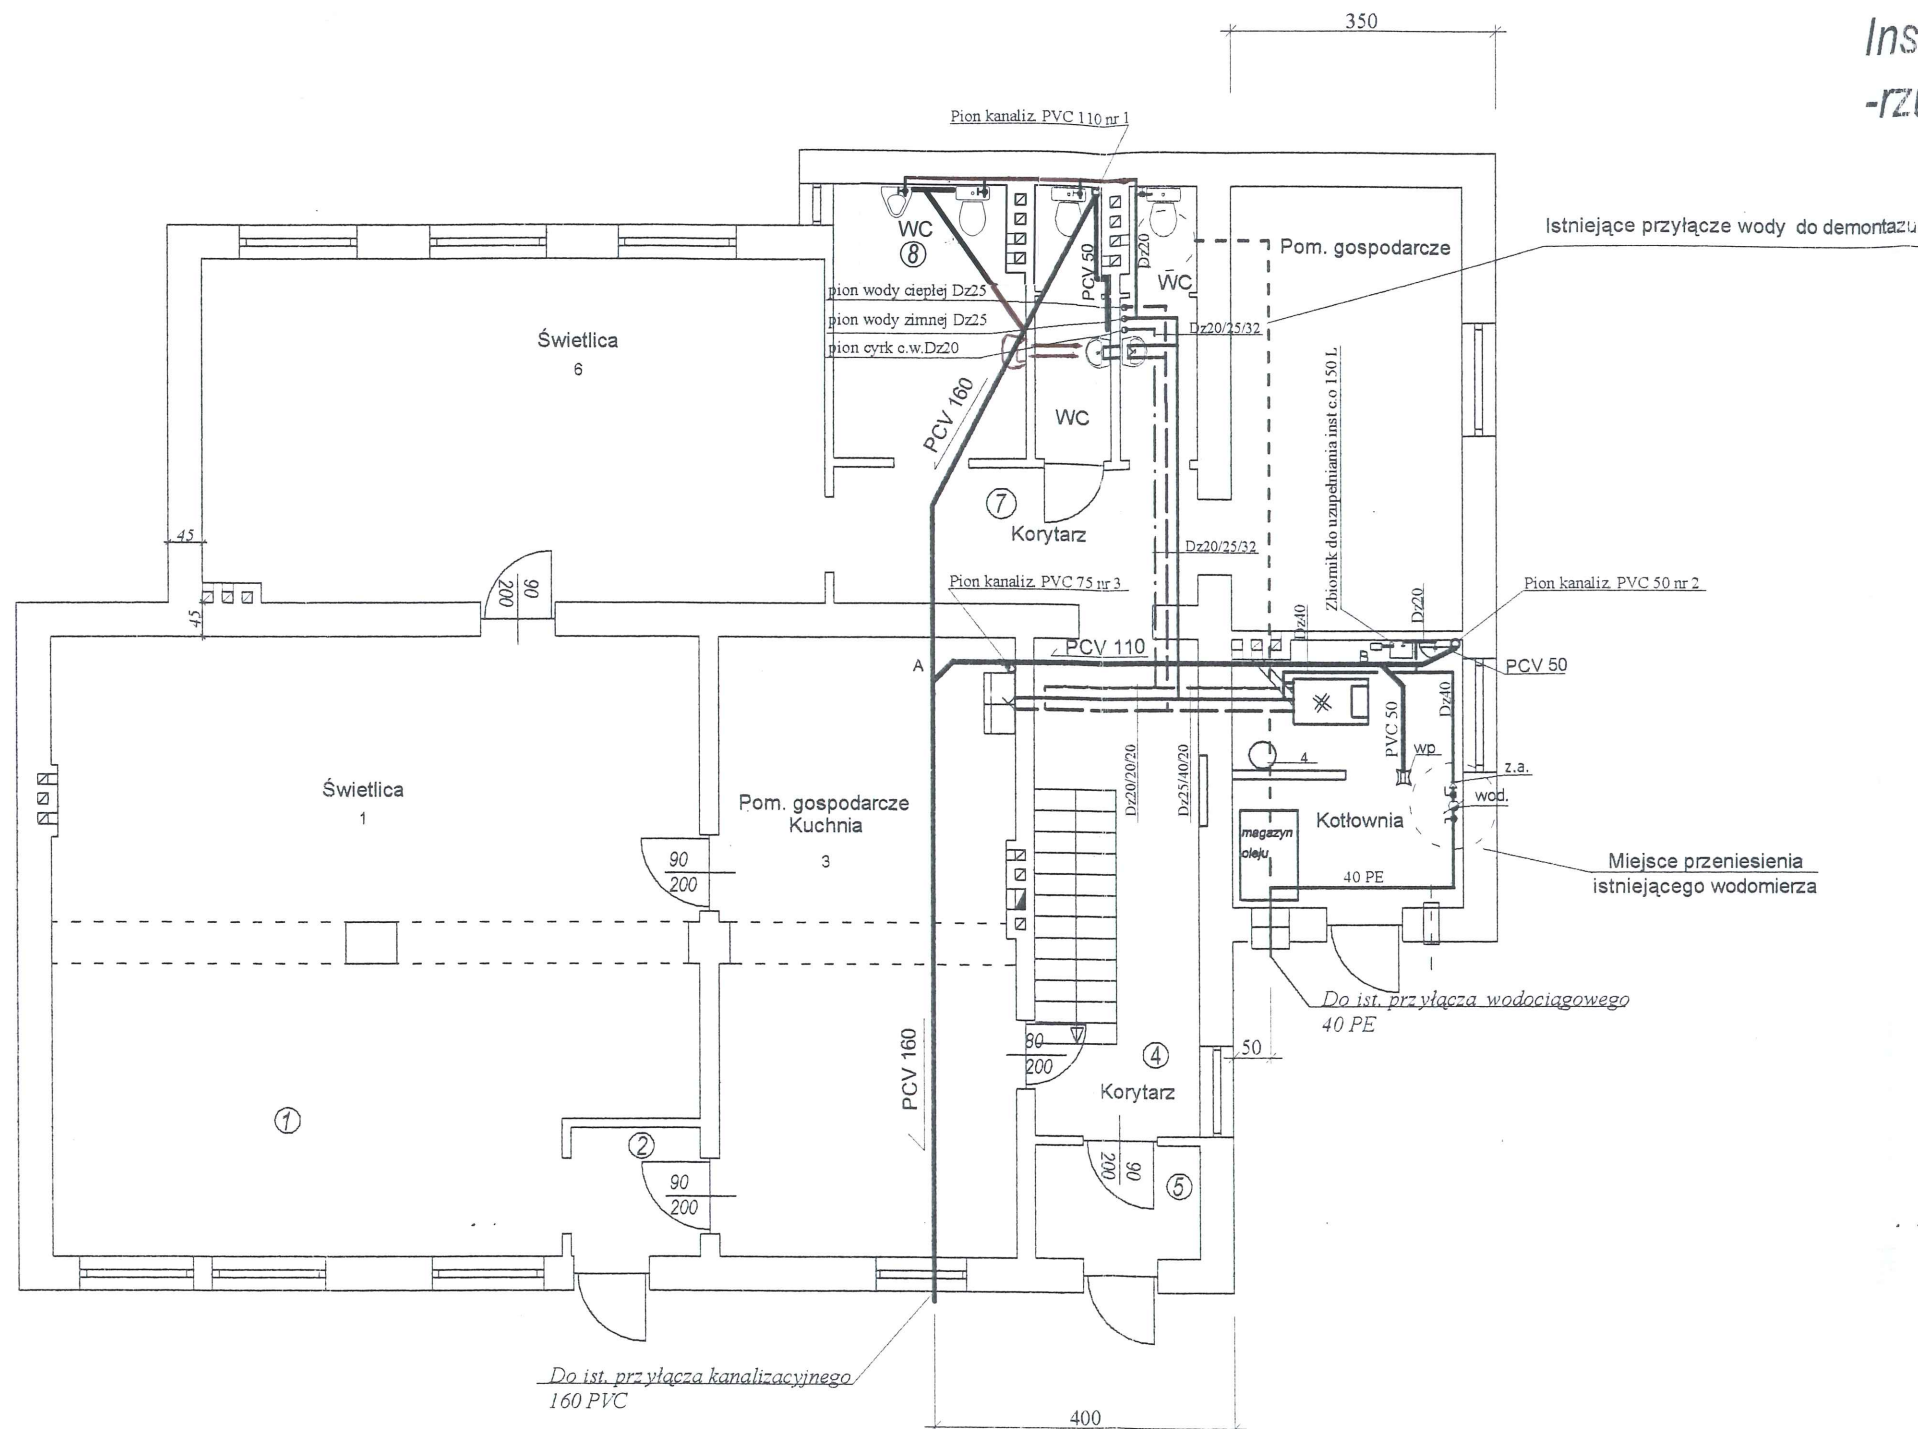 350
Ins
-rzu
Pion kanaliz. PVC 110 nr 1
Istniejące przyłącze wody do demontażu
Pom. gospodarcze
WC
8
PCV 50
Dz20
WC
pion wody ciepłej Dz25
pion wody zimnej Dz25
pion cyrk c.w.Dz20
Dz20/25/32
Świetlica
6
PCV 160
WC
Zbiornik do uzupełniania inst c.o 150 L
7
Korytarz
45
Dz20/25/32
90
200
Pion kanaliz. PVC 75 nr 3
Pion kanaliz. PVC 50 nr 2
45
Dz40
Dz20
PCV 110
A
B
PCV 50
Dz40
PVC 50
wp
4
z.a.
wod.
Dz20/20/20
Dz25/40/20
Świetlica
1
Pom. gospodarcze
Kuchnia
3
Kotłownia
magazyn
oleju
90
200
40 PE
Miejsce przeniesienia
istniejącego wodomierza
Do ist. przyłącza wodociągowego
40 PE
80
200
50
4
Korytarz
PCV 160
1
2
90
200
90
200
5
Do ist. przyłącza kanalizacyjnego
160 PVC
400